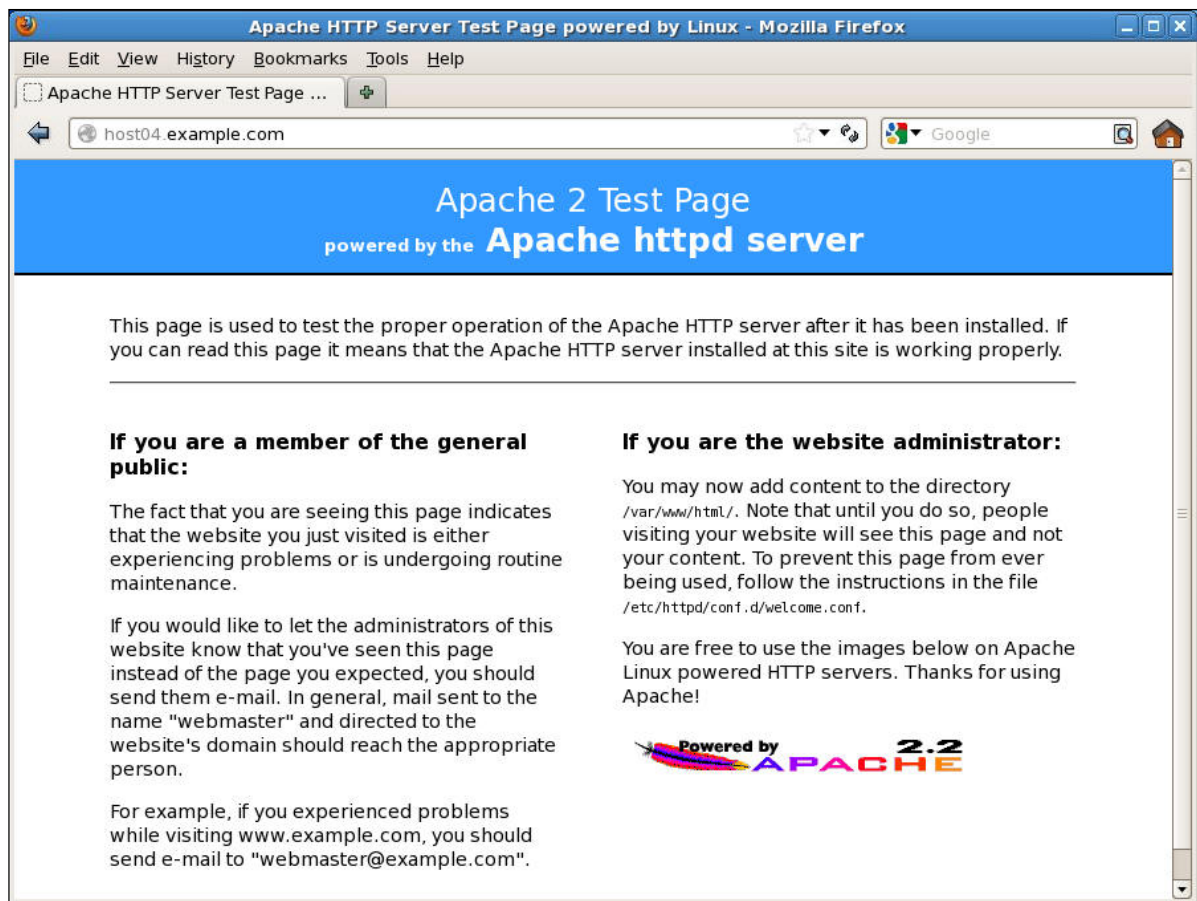 Apache HTTP Server Test Page powered by Linux - Mozilla Firefox
File Edit View History Bookmarks Tools Help
Apache HTTP Server Test Page ...
host04.example.com
Google
Apache 2 Test Page
powered by the Apache httpd server
This page is used to test the proper operation of the Apache HTTP server after it has been installed. If
you can read this page it means that the Apache HTTP server installed at this site is working properly.
If you are a member of the general
public:
The fact that you are seeing this page indicates
that the website you just visited is either
experiencing problems or is undergoing routine
maintenance.
If you would like to let the administrators of this
website know that you've seen this page
instead of the page you expected, you should
send them e-mail. In general, mail sent to the
name "webmaster" and directed to the
website's domain should reach the appropriate
person.
For example, if you experienced problems
while visiting www.example.com, you should
send e-mail to "webmaster@example.com".
If you are the website administrator:
You may now add content to the directory
/var/www/html/. Note that until you do so, people
visiting your website will see this page and not
your content. To prevent this page from ever
being used, follow the instructions in the file
/etc/httpd/conf.d/welcome.conf.
You are free to use the images below on Apache
Linux powered HTTP servers. Thanks for using
Apache!
Powered by 2.2
APACHE